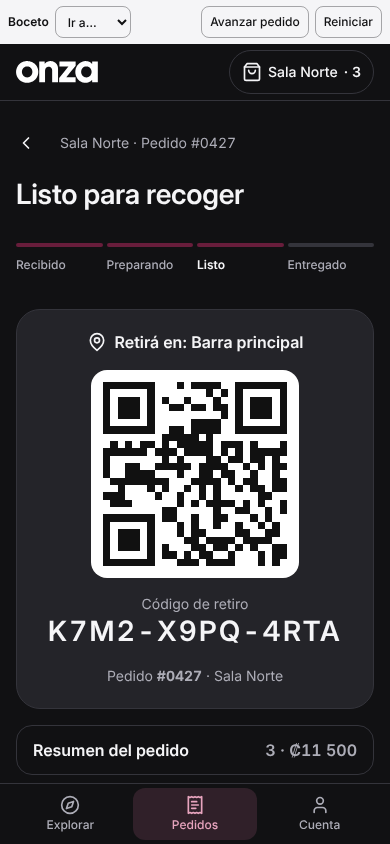 Boceto Ir a... Avanzar pedido Reiniciar
onza Sala Norte · 3
Sala Norte · Pedido #0427
Listo para recoger
Recibido Preparando Listo Entregado
Retirá en: Barra principal
Código de retiro
K7M2-X9PQ-4RTA
Pedido #0427 · Sala Norte
Resumen del pedido 3 · ₡11 500
Explorar Pedidos Cuenta